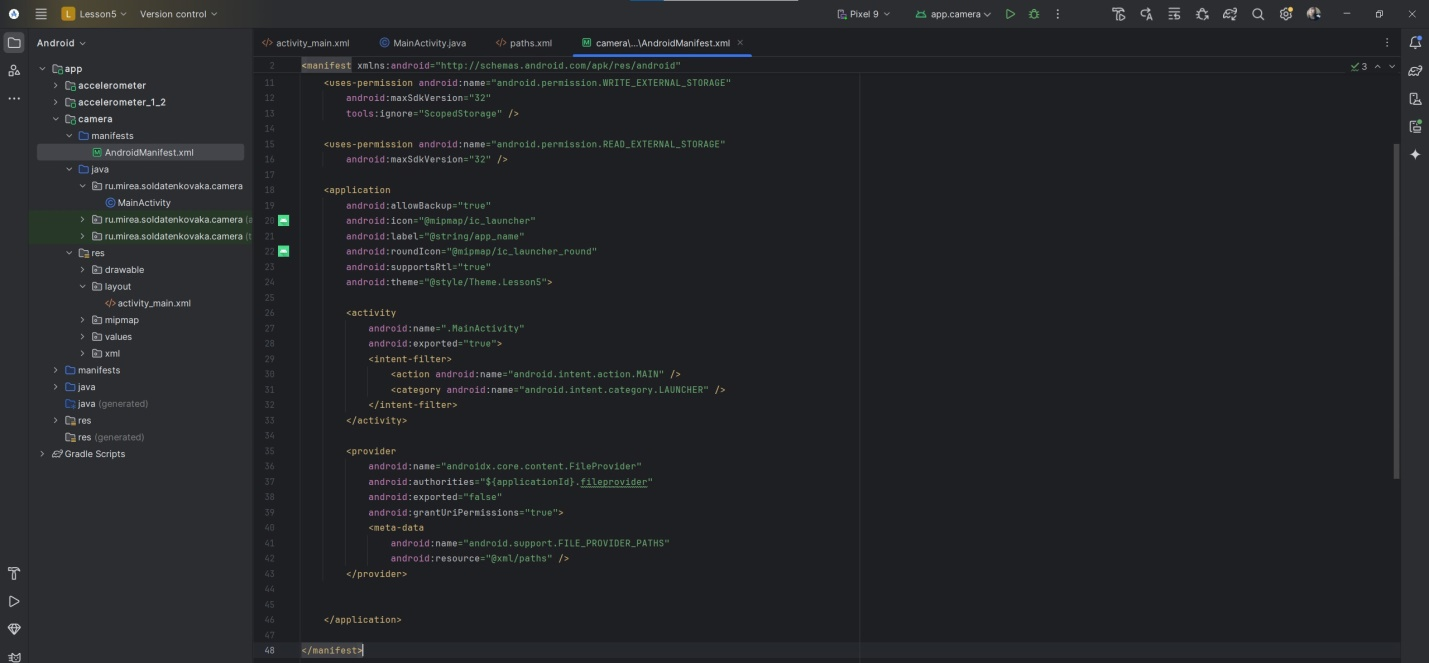 L Lesson5 Version control Pixel 9 app.camera
Android
app
accelerometer
accelerometer_1_2
camera
manifests
AndroidManifest.xml
java
ru.mirea.soldatenkovaka.camera
MainActivity
ru.mirea.soldatenkovaka.camera (a
ru.mirea.soldatenkovaka.camera (t
res
drawable
layout
activity_main.xml
mipmap
values
xml
manifests
java
java (generated)
res
res (generated)
Gradle Scripts
activity_main.xml MainActivity.java paths.xml camera\...\AndroidManifest.xml
2 <manifest xmlns:android="http://schemas.android.com/apk/res/android" 3
11 <uses-permission android:name="android.permission.WRITE_EXTERNAL_STORAGE"
12 android:maxSdkVersion="32"
13 tools:ignore="ScopedStorage" />
14
15 <uses-permission android:name="android.permission.READ_EXTERNAL_STORAGE"
16 android:maxSdkVersion="32" />
17
18 <application
19 android:allowBackup="true"
20 android:icon="@mipmap/ic_launcher"
21 android:label="@string/app_name"
22 android:roundIcon="@mipmap/ic_launcher_round"
23 android:supportsRtl="true"
24 android:theme="@style/Theme.Lesson5">
25
26 <activity
27 android:name=".MainActivity"
28 android:exported="true">
29 <intent-filter>
30 <action android:name="android.intent.action.MAIN" />
31 <category android:name="android.intent.category.LAUNCHER" />
32 </intent-filter>
33 </activity>
34
35 <provider
36 android:name="androidx.core.content.FileProvider"
37 android:authorities="${applicationId}.fileprovider"
38 android:exported="false"
39 android:grantUriPermissions="true">
40 <meta-data
41 android:name="android.support.FILE_PROVIDER_PATHS"
42 android:resource="@xml/paths" />
43 </provider>
44
45
46 </application>
47
48 </manifest>